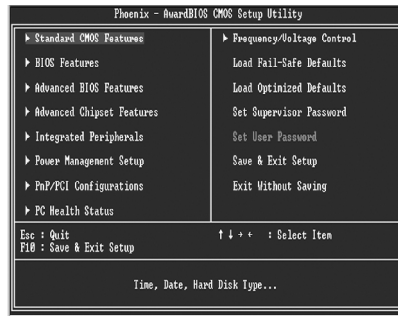 Phoenix - AwardBIOS CMOS Setup Utility
▶ Standard CMOS Features
▶ BIOS Features
▶ Advanced BIOS Features
▶ Advanced Chipset Features
▶ Integrated Peripherals
▶ Power Management Setup
▶ PnP/PCI Configurations
▶ PC Health Status
▶ Frequency/Voltage Control
Load Fail-Safe Defaults
Load Optimized Defaults
Set Supervisor Password
Set User Password
Save & Exit Setup
Exit Without Saving
Esc : Quit
F10 : Save & Exit Setup
↑ ↓ → ← : Select Item
Time, Date, Hard Disk Type...